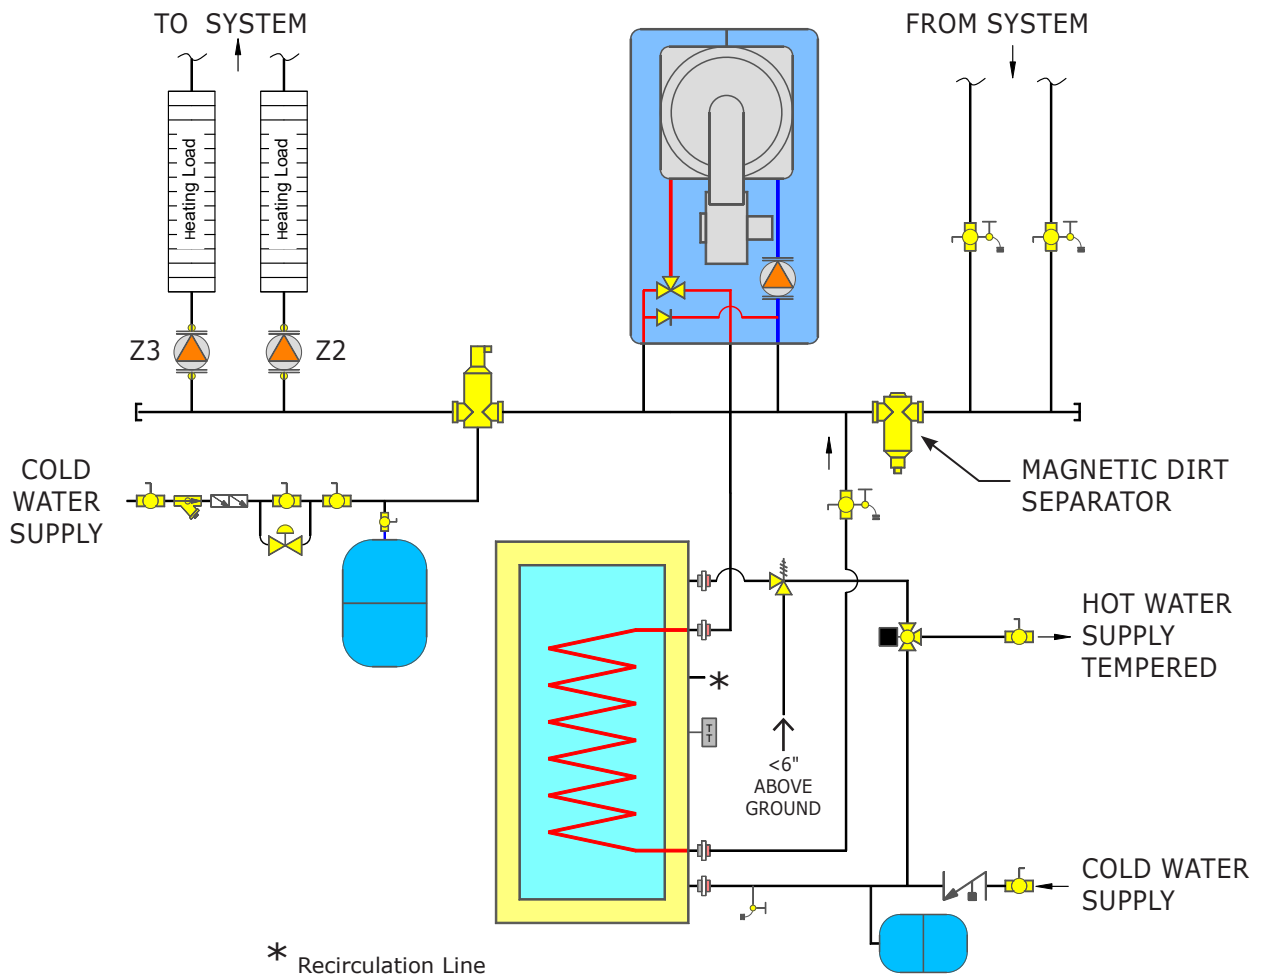 TO SYSTEM
FROM SYSTEM
Heating Load
Heating Load
Z3
Z2
COLD
WATER
SUPPLY
MAGNETIC DIRT
SEPARATOR
HOT WATER
SUPPLY
TEMPERED
*
T
T
<6"
ABOVE
GROUND
COLD WATER
SUPPLY
* Recirculation Line